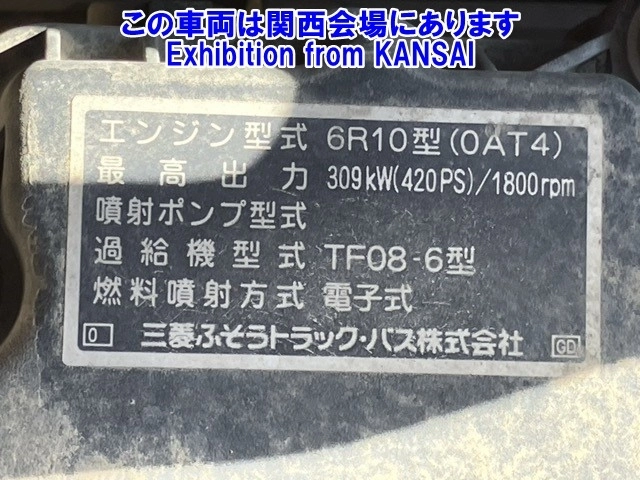 この車両は関西会場にあります
Exhibition from KANSAI
エンジン型式 6R10型(0AT4)
最高出力 309kW(420PS)/1800rpm
噴射ポンプ型式
過給機型式 TF08-6型
燃料噴射方式 電子式
0 三菱ふそうトラック・バス株式会社 GD